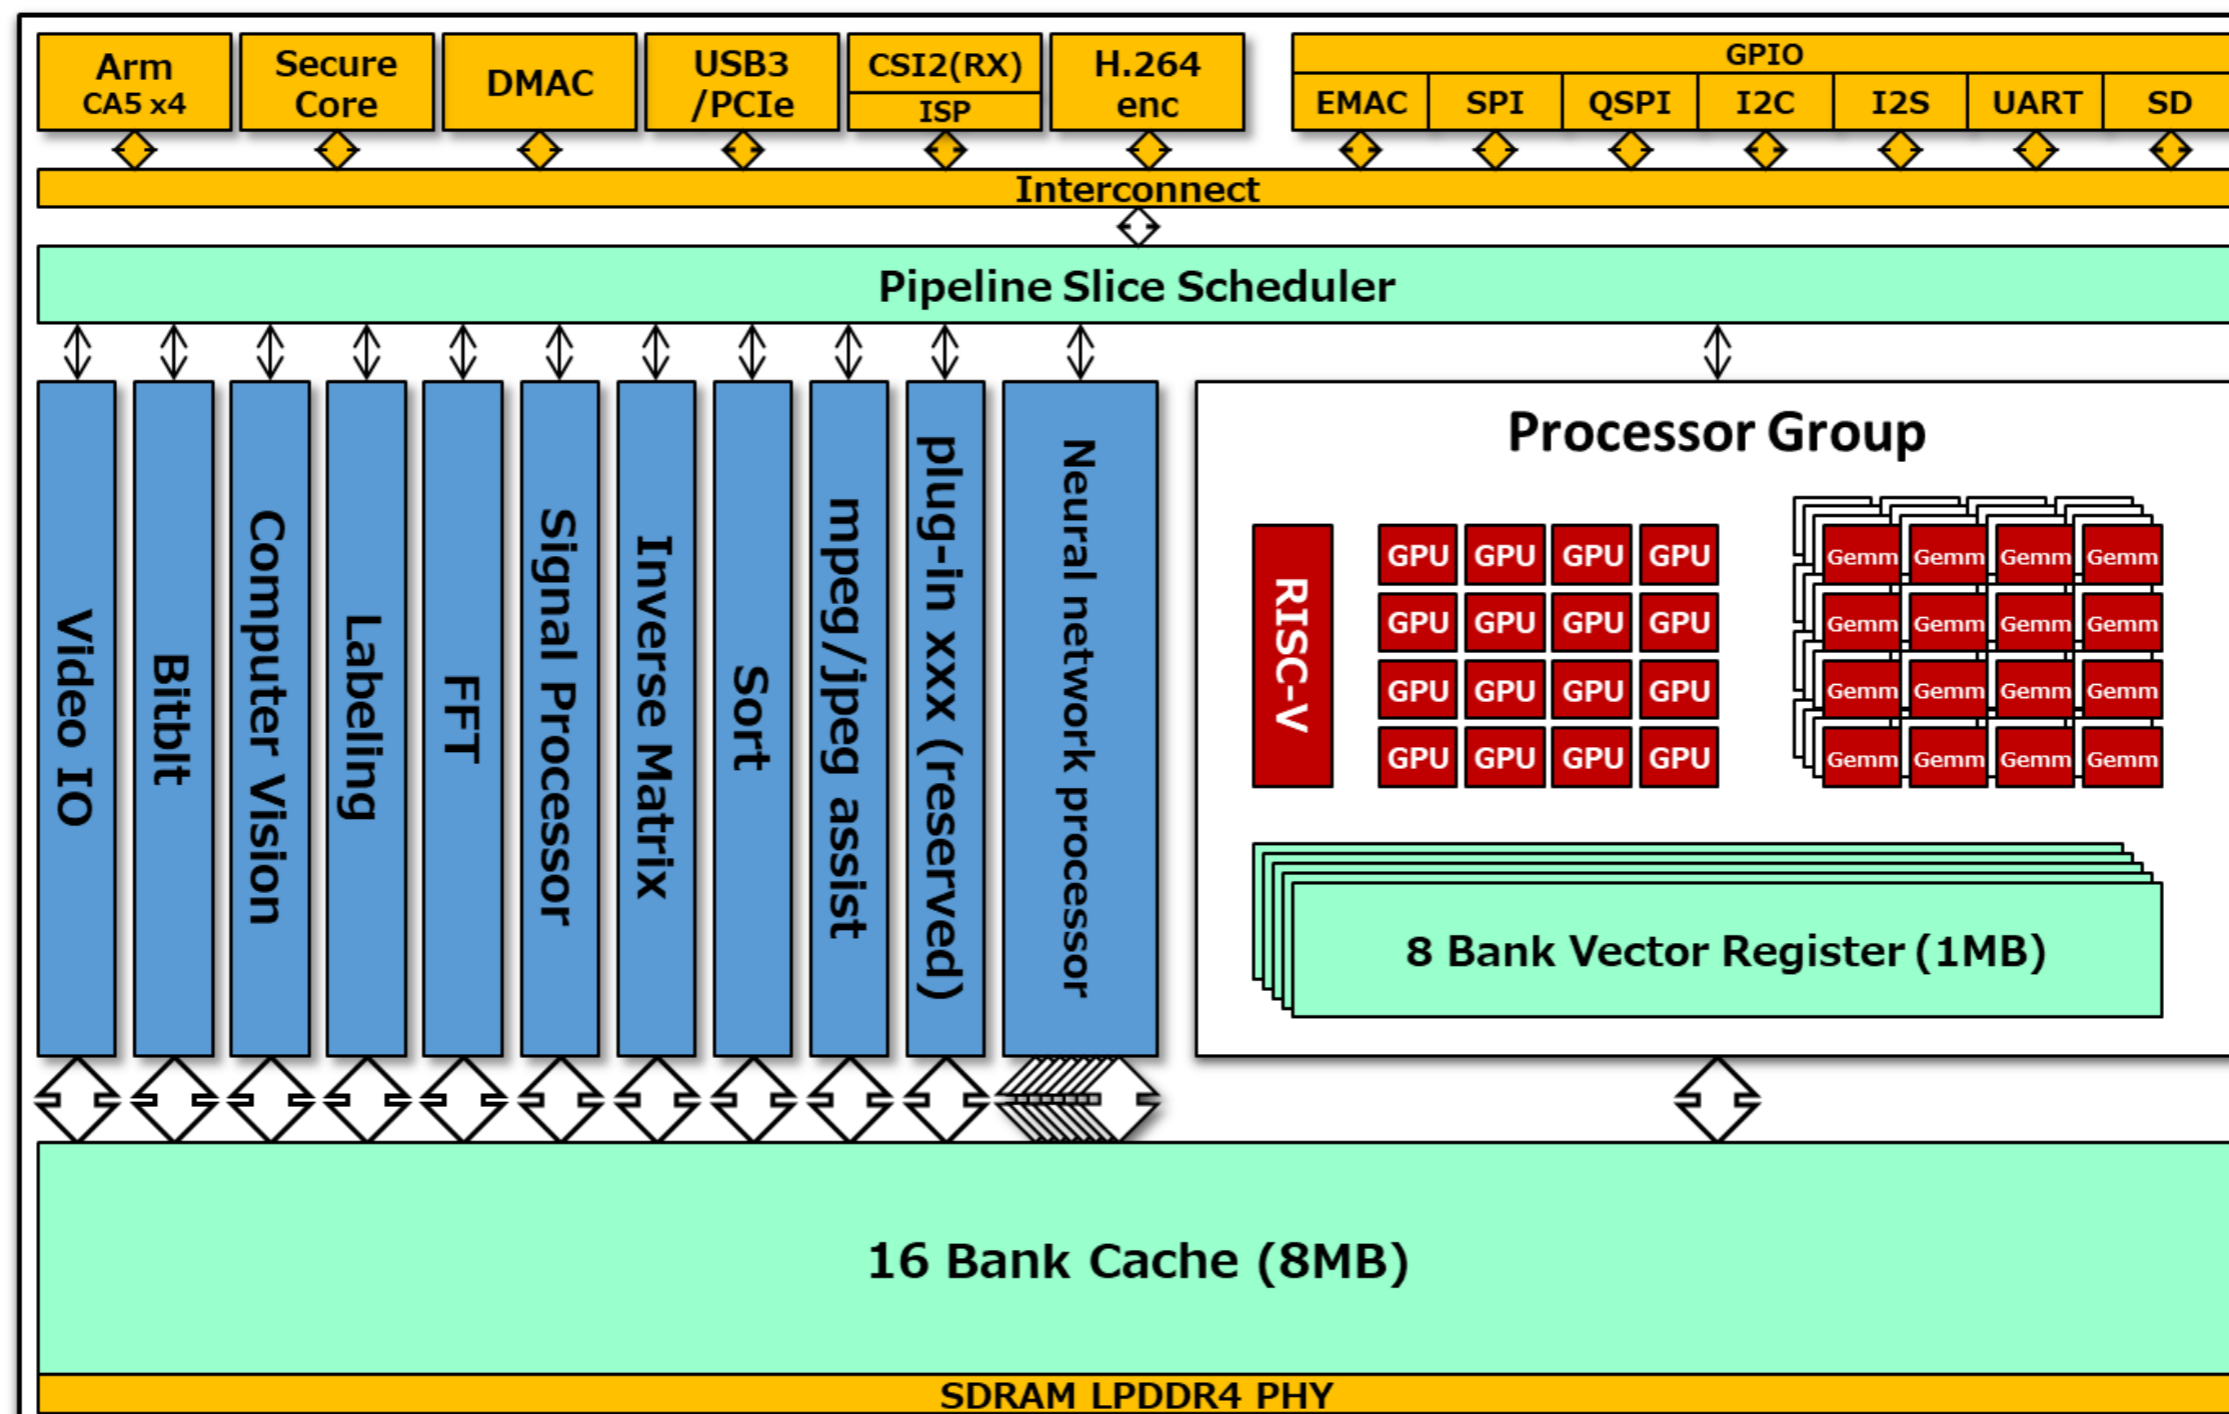 Arm
CA5 x4
Secure
Core
DMAC
USB3
/PCIe
CSI2(RX)
ISP
H.264
enc
GPIO
EMAC
SPI
QSPI
I2C
I2S
UART
SD
Interconnect
Pipeline Slice Scheduler
Video IO
Bitblt
Computer Vision
Labeling
FFT
Signal Processor
Inverse Matrix
Sort
mpeg/jpeg assist
plug-in xxx (reserved)
Neural network processor
Processor Group
RISC-V
GPU GPU GPU GPU
GPU GPU GPU GPU
GPU GPU GPU GPU
GPU GPU GPU GPU
Gemm Gemm Gemm Gemm
Gemm Gemm Gemm Gemm
Gemm Gemm Gemm Gemm
Gemm Gemm Gemm Gemm
8 Bank Vector Register (1MB)
16 Bank Cache (8MB)
SDRAM LPDDR4 PHY